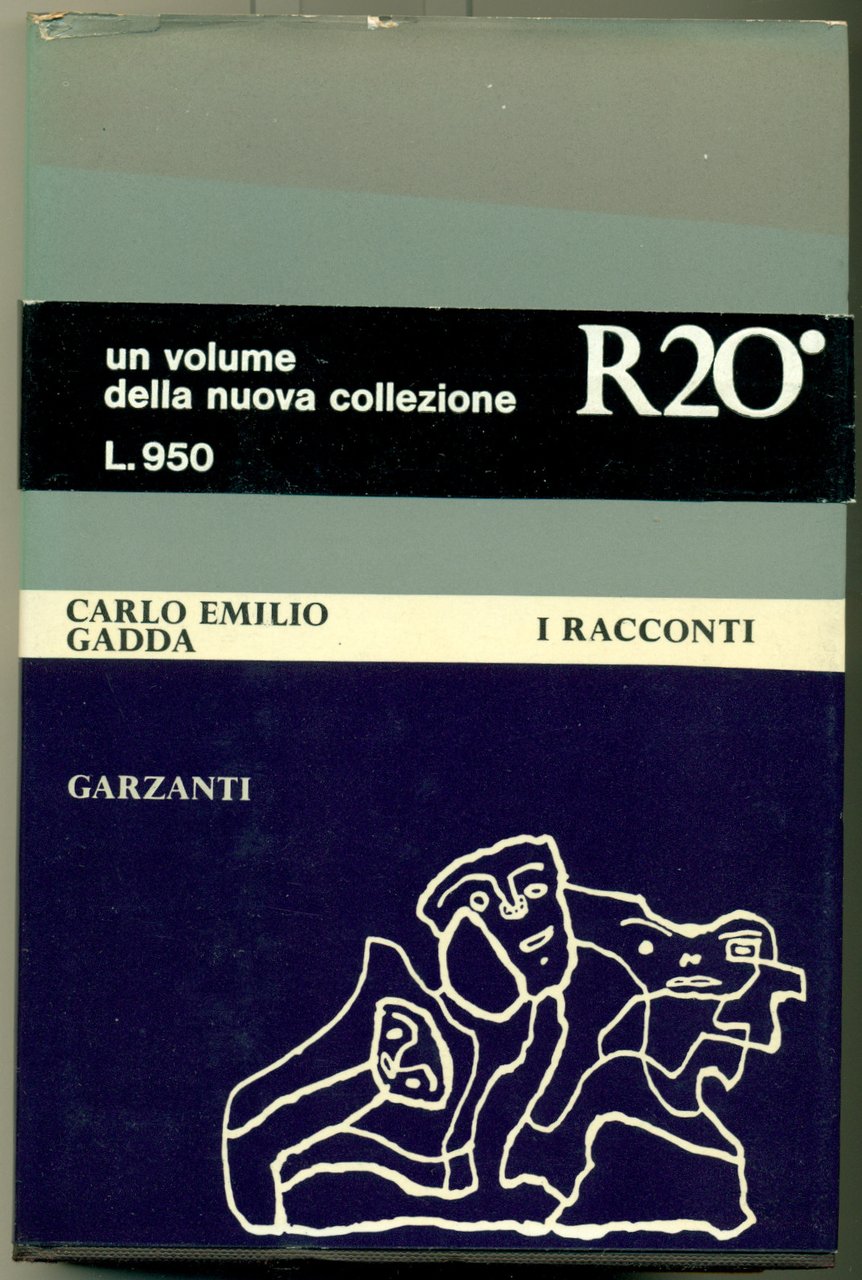 un volume
della nuova collezione
R20°
L. 950
CARLO EMILIO
GADDA
I RACCONTI
GARZANTI